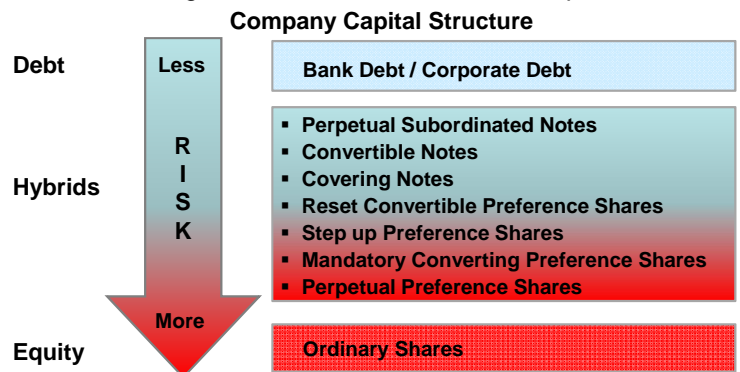 Company Capital Structure
Debt
Less
Bank Debt / Corporate Debt
Hybrids
R
I
S
K
▪ Perpetual Subordinated Notes
▪ Convertible Notes
▪ Covering Notes
▪ Reset Convertible Preference Shares
▪ Step up Preference Shares
▪ Mandatory Converting Preference Shares
▪ Perpetual Preference Shares
More
Equity
Ordinary Shares